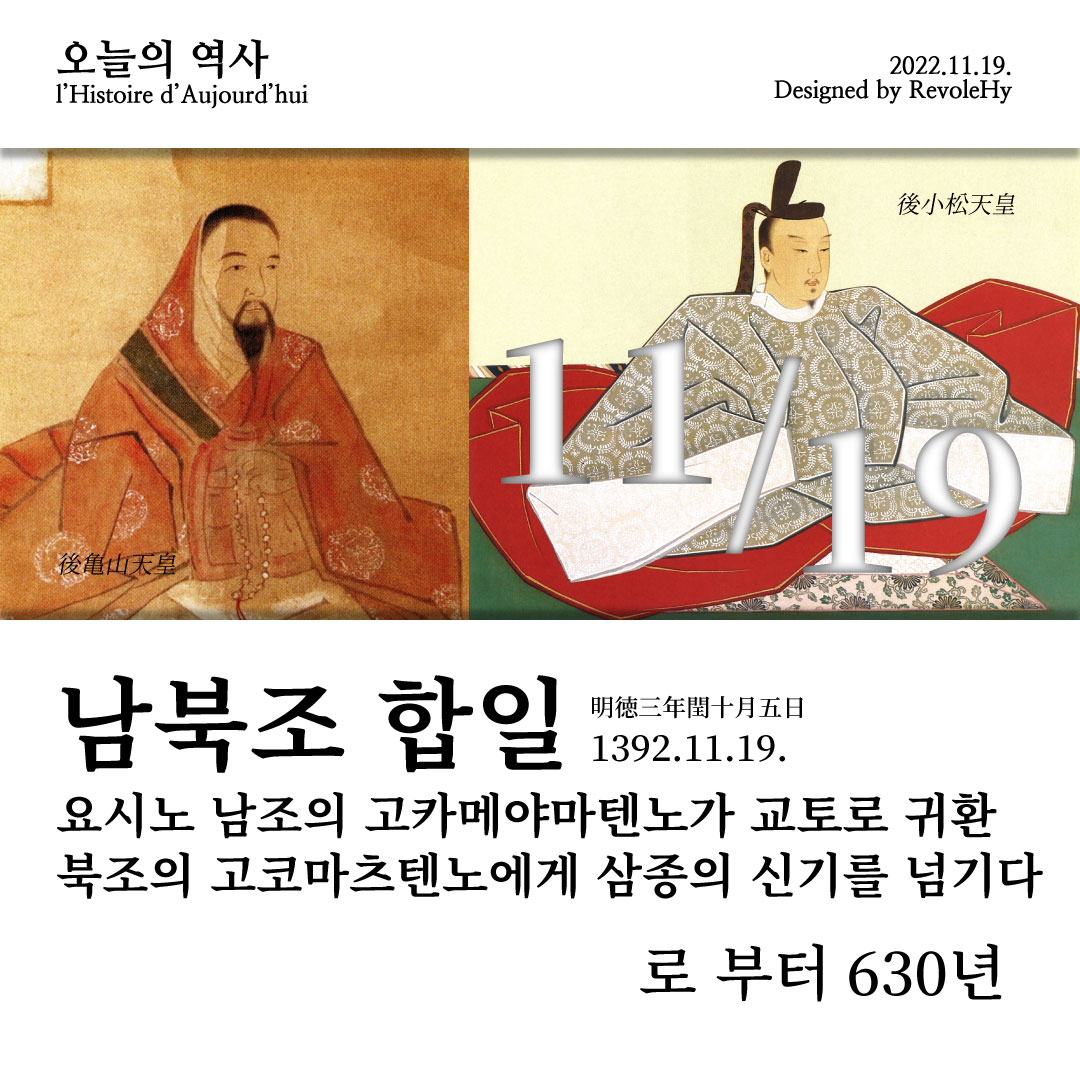 오늘의 역사
l'Histoire d'Aujourd'hui
2022.11.19.
Designed by RevoleHy
後小松天皇
11/19
後亀山天皇
남북조 합일
明徳三年閏十月五日
1392.11.19.
요시노 남조의 고카메야마텐노가 교토로 귀환
북조의 고코마츠텐노에게 삼종의 신기를 넘기다
로 부터 630년